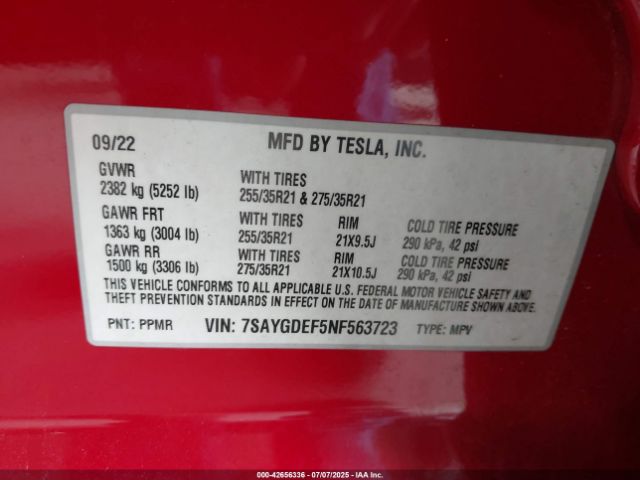 09/22 MFD BY TESLA, INC.
GVWR WITH TIRES
2382 kg (5252 lb) 255/35R21 & 275/35R21
GAWR FRT WITH TIRES RIM COLD TIRE PRESSURE
1363 kg (3004 lb) 255/35R21 21X9.5J 290 kPa, 42 psi
GAWR RR WITH TIRES RIM COLD TIRE PRESSURE
1500 kg (3306 lb) 275/35R21 21X10.5J 290 kPa, 42 psi
THIS VEHICLE CONFORMS TO ALL APPLICABLE U.S. FEDERAL MOTOR VEHICLE SAFETY AND
THEFT PREVENTION STANDARDS IN EFFECT ON THE DATE OF MANUFACTURE SHOWN ABOVE.
PNT: PPMR VIN: 7SAYGDEF5NF563723 TYPE: MPV
000-42656336 - 07/07/2025 - IAA Inc.